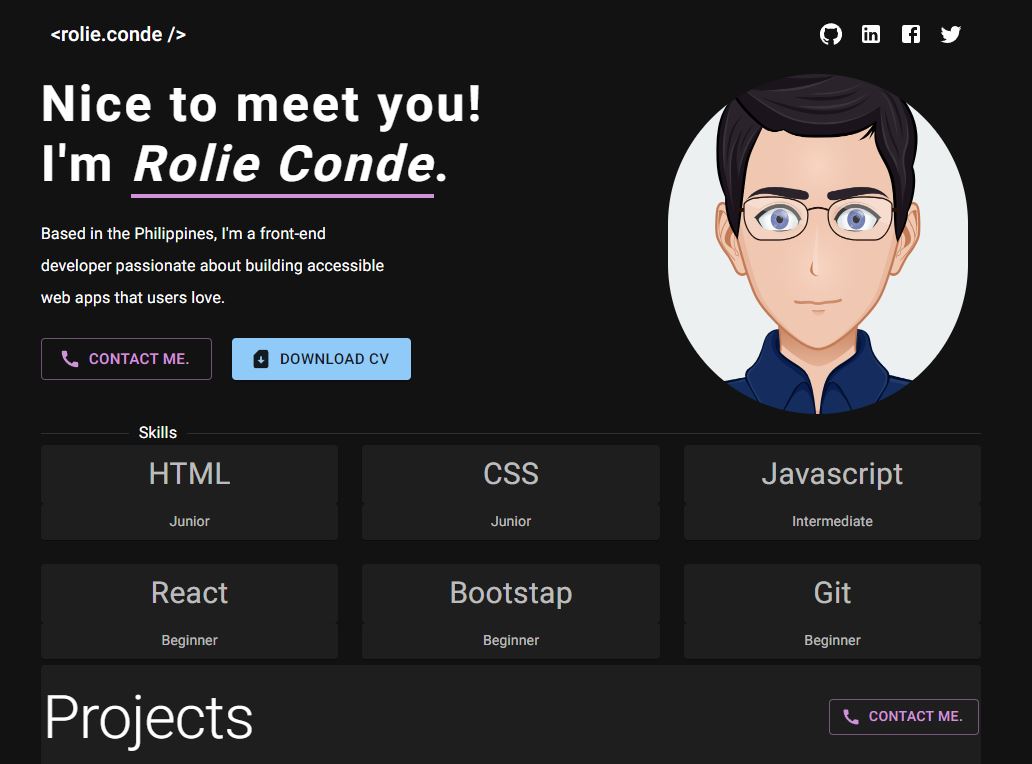 <rolie.conde />
Nice to meet you!
I'm Rolie Conde.
Based in the Philippines, I'm a front-end
developer passionate about building accessible
web apps that users love.
CONTACT ME.
DOWNLOAD CV
Skills
HTML
Junior
CSS
Junior
Javascript
Intermediate
React
Beginner
Bootstap
Beginner
Git
Beginner
Projects
CONTACT ME.